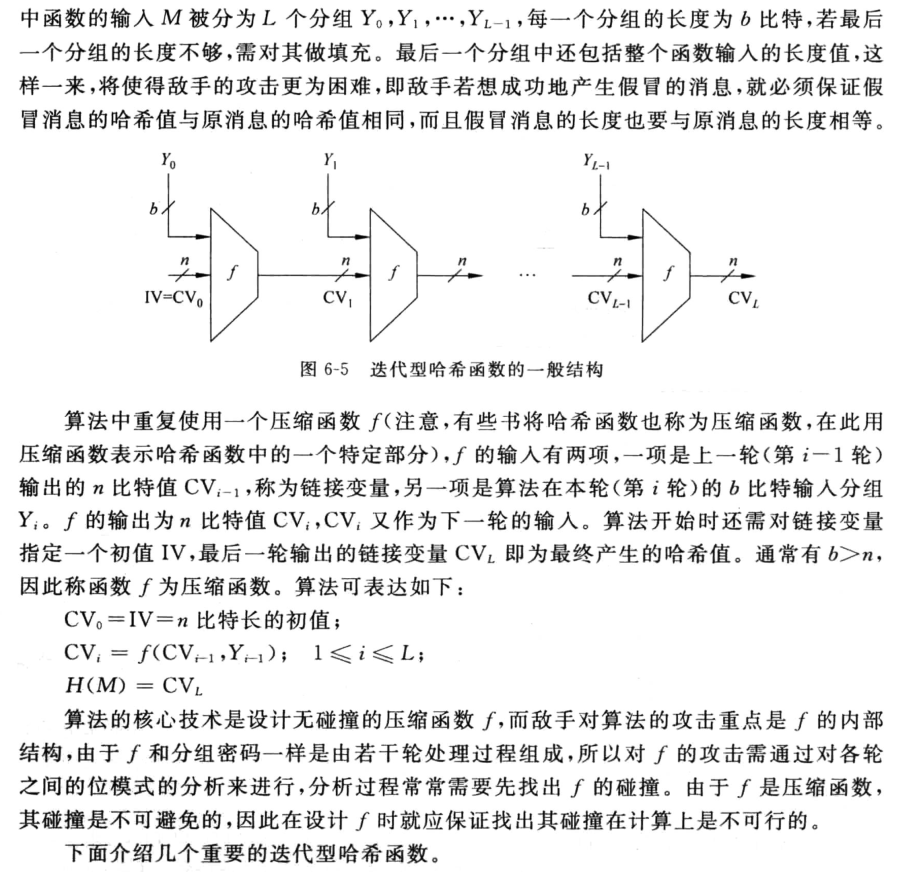 中函数的输入 M 被分为 L 个分组 Y₀,Y₁,…,Y_{L-1},每一个分组的长度为 b 比特,若最后
一个分组的长度不够,需对其做填充。最后一个分组中还包括整个函数输入的长度值,这
样一来,将使得敌手的攻击更为困难,即敌手若想成功地产生假冒的消息,就必须保证假
冒消息的哈希值与原消息的哈希值相同,而且假冒消息的长度也要与原消息的长度相等。
Y₀ Y₁ Y_{L-1}
b b b
n f n f n … n f n
IV=CV₀ CV₁ CV_{L-1} CV_L
图 6-5 迭代型哈希函数的一般结构
算法中重复使用一个压缩函数 f(注意,有些书将哈希函数也称为压缩函数,在此用
压缩函数表示哈希函数中的一个特定部分),f 的输入有两项,一项是上一轮(第 i-1 轮)
输出的 n 比特值 CV_{i-1},称为链接变量,另一项是算法在本轮(第 i 轮)的 b 比特输入分组
Y_i。f 的输出为 n 比特值 CV_i,CV_i 又作为下一轮的输入。算法开始时还需对链接变量
指定一个初值 IV,最后一轮输出的链接变量 CV_L 即为最终产生的哈希值。通常有 b>n,
因此称函数 f 为压缩函数。算法可表达如下:
CV₀=IV=n 比特长的初值;
CV_i = f(CV_{i-1},Y_{i-1}); 1≤i≤L;
H(M) = CV_L
算法的核心技术是设计无碰撞的压缩函数 f,而敌手对算法的攻击重点是 f 的内部
结构,由于 f 和分组密码一样是由若干轮处理过程组成,所以对 f 的攻击需通过对各轮
之间的位模式的分析来进行,分析过程常常需要先找出 f 的碰撞。由于 f 是压缩函数,
其碰撞是不可避免的,因此在设计 f 时就应保证找出其碰撞在计算上是不可行的。
下面介绍几个重要的迭代型哈希函数。